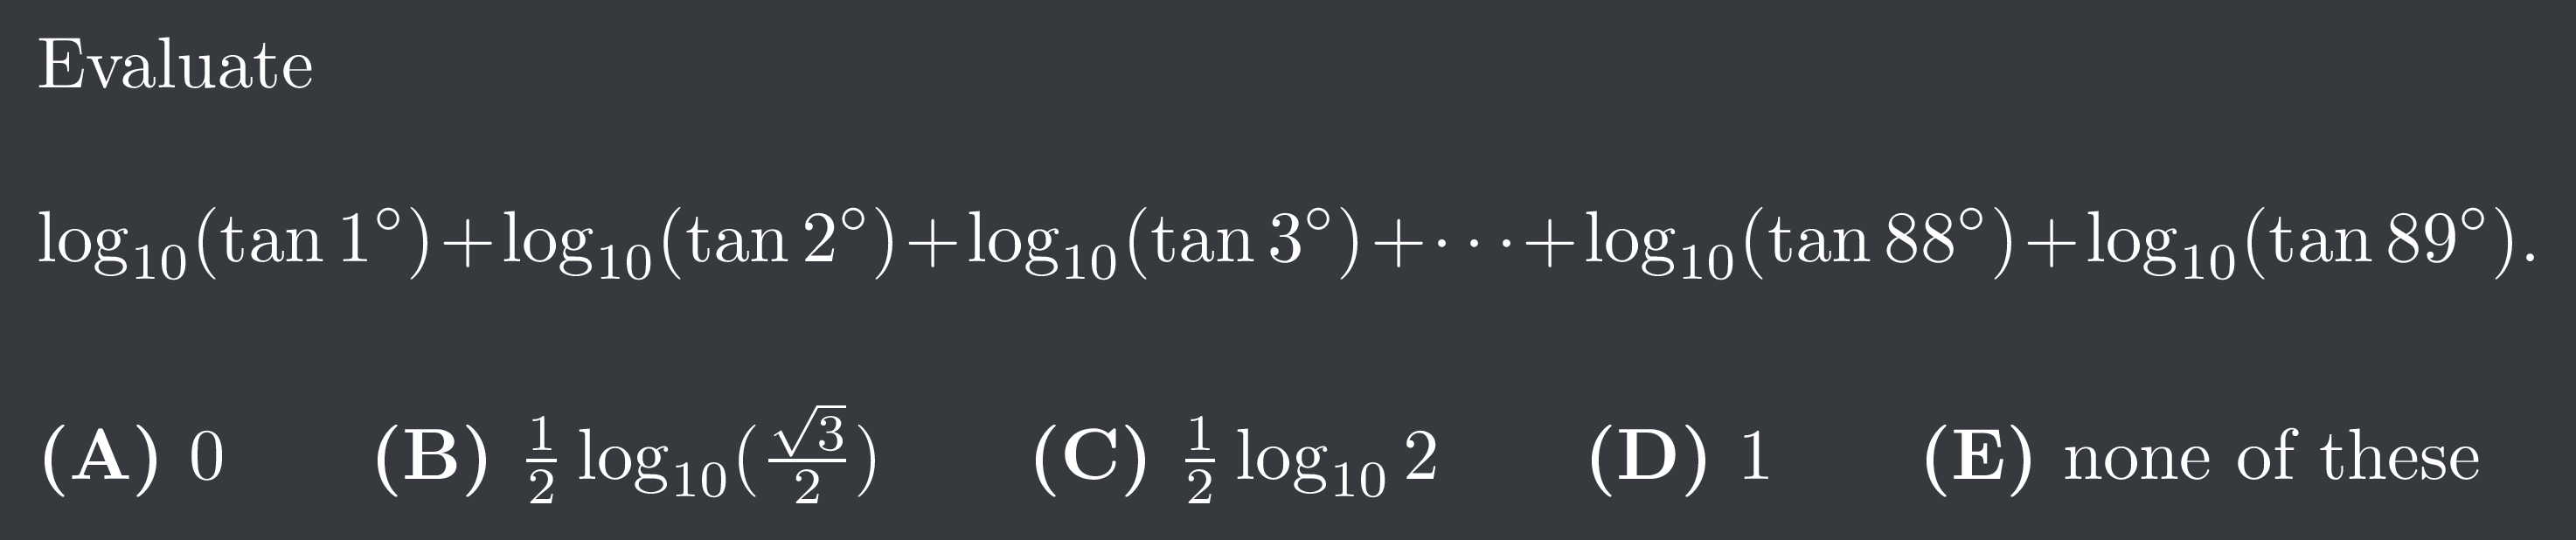 Evaluate
log₁₀(tan 1°)+log₁₀(tan 2°)+log₁₀(tan 3°)+···+log₁₀(tan 88°)+log₁₀(tan 89°).
(A) 0 (B) ½ log₁₀(√3/2) (C) ½ log₁₀ 2 (D) 1 (E) none of these